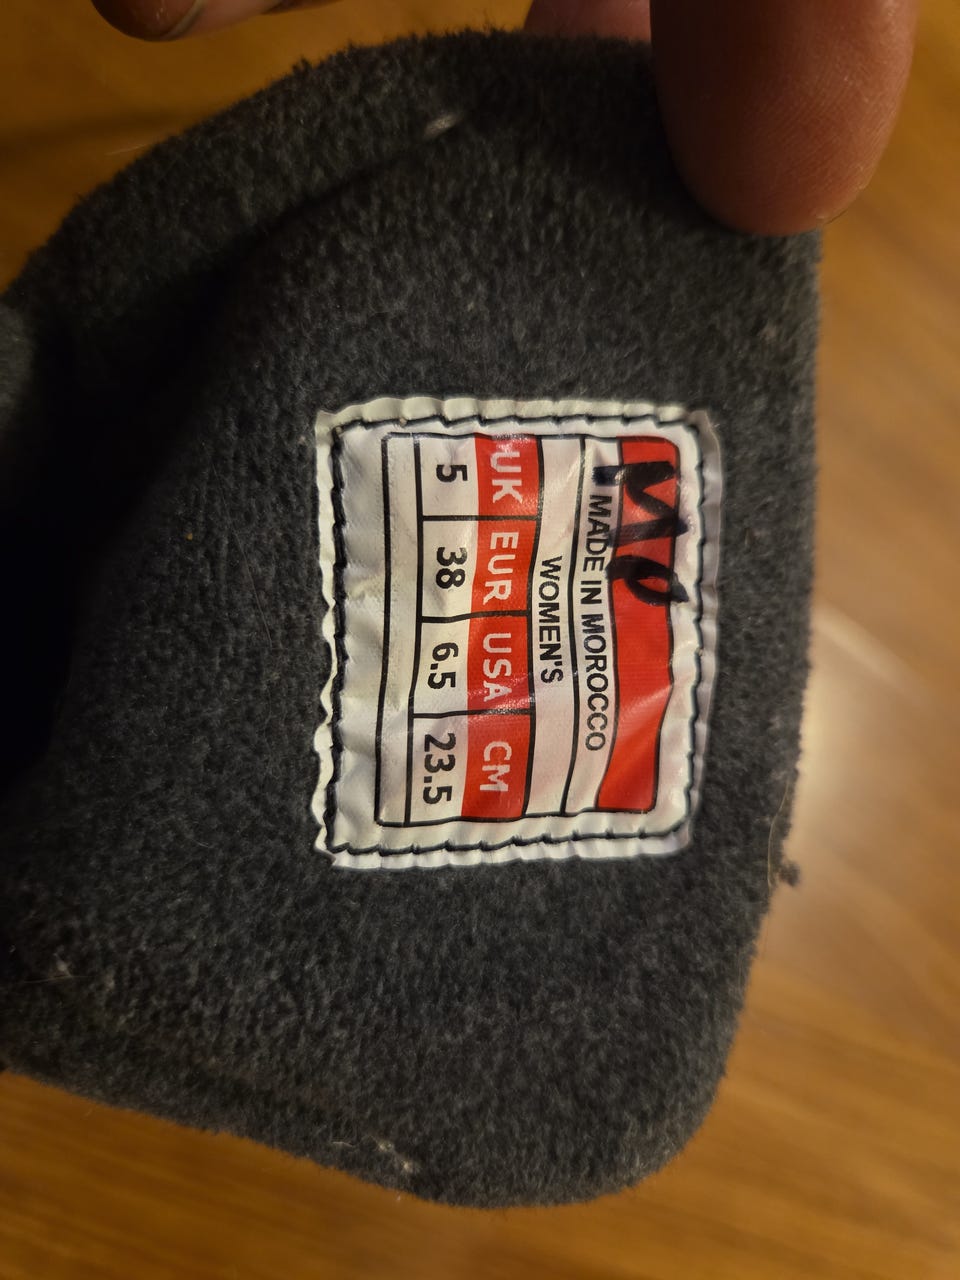 Mo
MADE IN MOROCCO
WOMEN'S
UK EUR USA CM
5 38 6.5 23.5